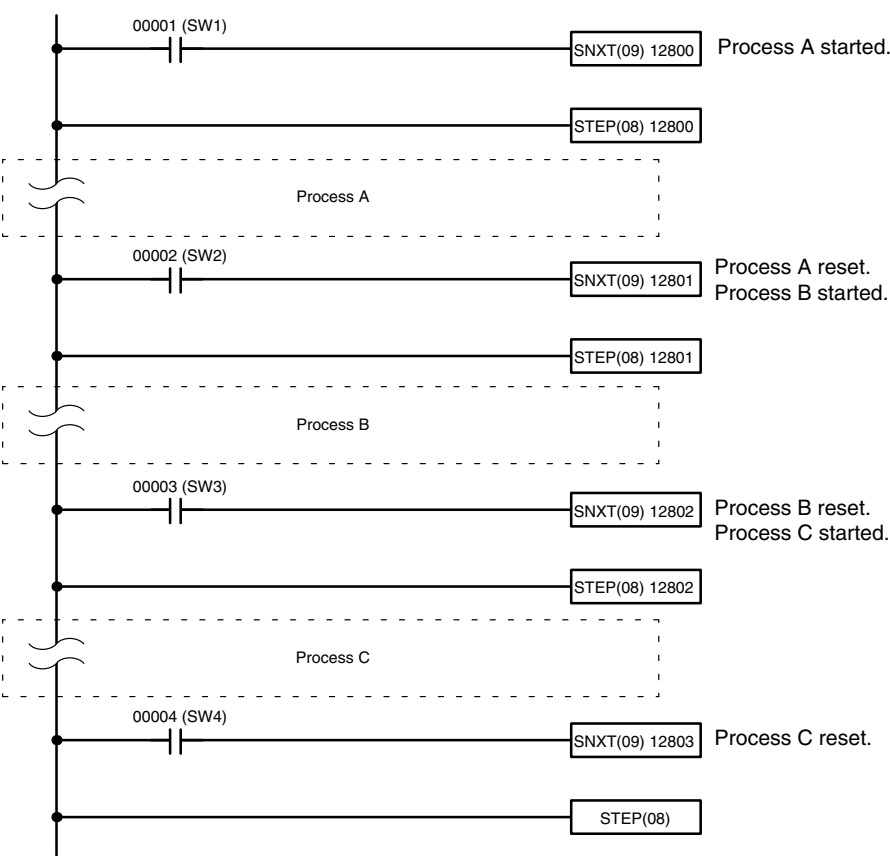 00001 (SW1)
SNXT(09) 12800
Process A started.
STEP(08) 12800
Process A
00002 (SW2)
SNXT(09) 12801
Process A reset.
Process B started.
STEP(08) 12801
Process B
00003 (SW3)
SNXT(09) 12802
Process B reset.
Process C started.
STEP(08) 12802
Process C
00004 (SW4)
SNXT(09) 12803
Process C reset.
STEP(08)